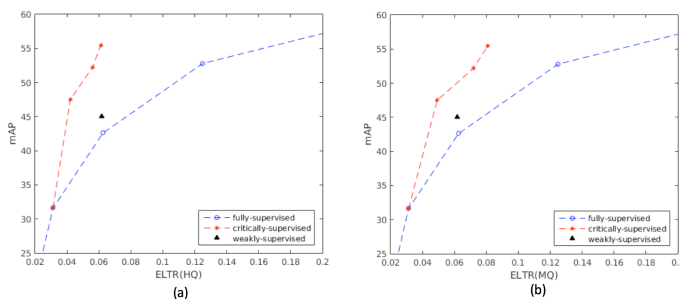 60
55
50
45
40
35
30
25
mAP
0.02 0.04 0.06 0.08 0.1 0.12 0.14 0.16 0.18 0.2
ELTR(HQ)
fully-supervised
critically-supervised
weakly-supervised
(a)
60
55
50
45
40
35
30
25
mAP
0.02 0.04 0.06 0.08 0.1 0.12 0.14 0.16 0.18
ELTR(MQ)
fully-supervised
critically-supervised
weakly-supervised
(b)